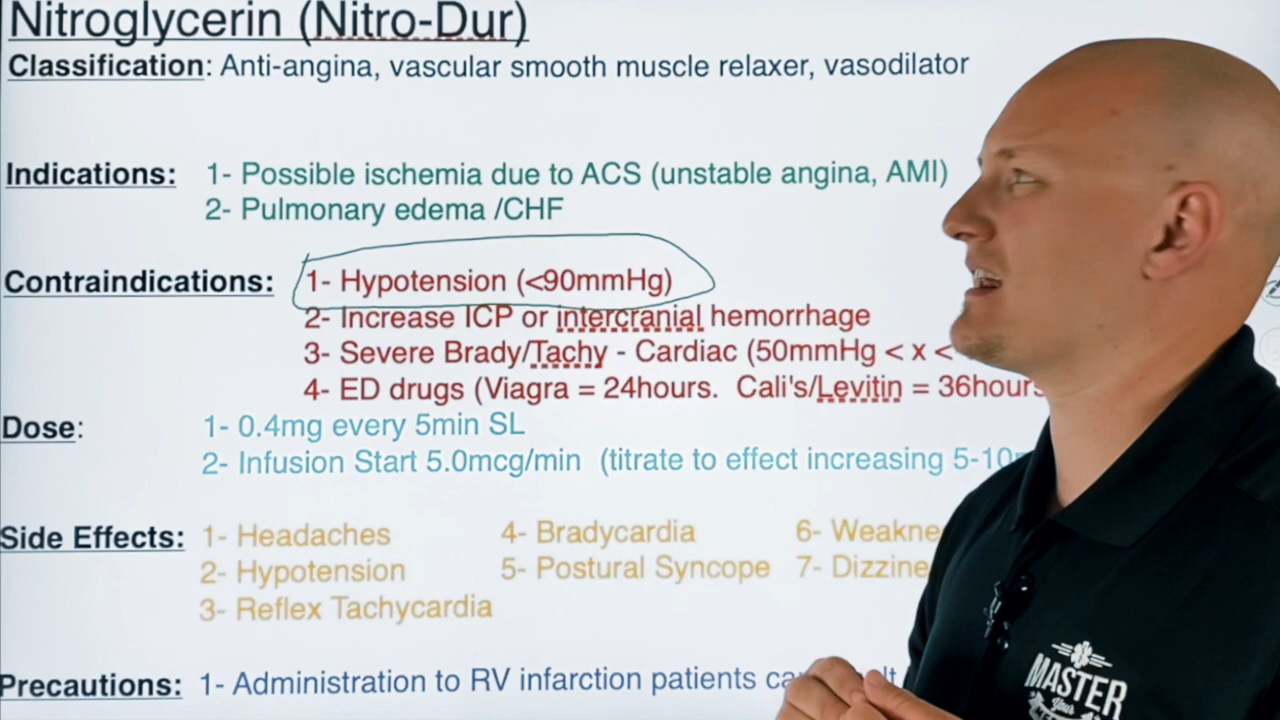 Nitroglycerin (Nitro-Dur)
Classification: Anti-angina, vascular smooth muscle relaxer, vasodilator
Indications: 1- Possible ischemia due to ACS (unstable angina, AMI)
2- Pulmonary edema /CHF
Contraindications: 1- Hypotension (<90mmHg)
2- Increase ICP or intercranial hemorrhage
3- Severe Brady/Tachy - Cardiac (50mmHg < x <
4- ED drugs (Viagra = 24hours. Cali's/Levitin = 36hours
Dose: 1- 0.4mg every 5min SL
2- Infusion Start 5.0mcg/min (titrate to effect increasing 5-10
Side Effects: 1- Headaches 4- Bradycardia 6- Weakne
2- Hypotension 5- Postural Syncope 7- Dizzine
3- Reflex Tachycardia
Precautions: 1- Administration to RV infarction patients
MASTER
Your